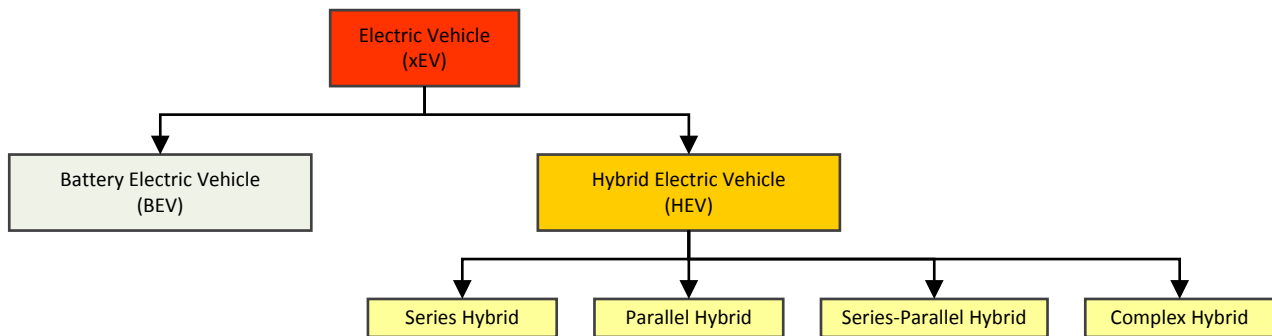 Electric Vehicle
(xEV)
Battery Electric Vehicle
(BEV)
Hybrid Electric Vehicle
(HEV)
Series Hybrid
Parallel Hybrid
Series-Parallel Hybrid
Complex Hybrid